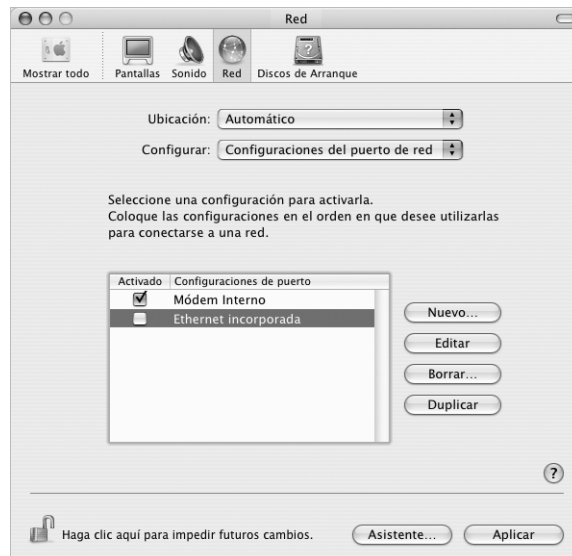 Red
Mostrar todo Pantallas Sonido Red Discos de Arranque
Ubicación: Automático
Configurar: Configuraciones del puerto de red
Seleccione una configuración para activarla.
Coloque las configuraciones en el orden en que desee utilizarlas
para conectarse a una red.
Activado Configuraciones de puerto
Módem Interno
Ethernet incorporada
Nuevo...
Editar
Borrar...
Duplicar
?
Haga clic aquí para impedir futuros cambios. Asistente... Aplicar